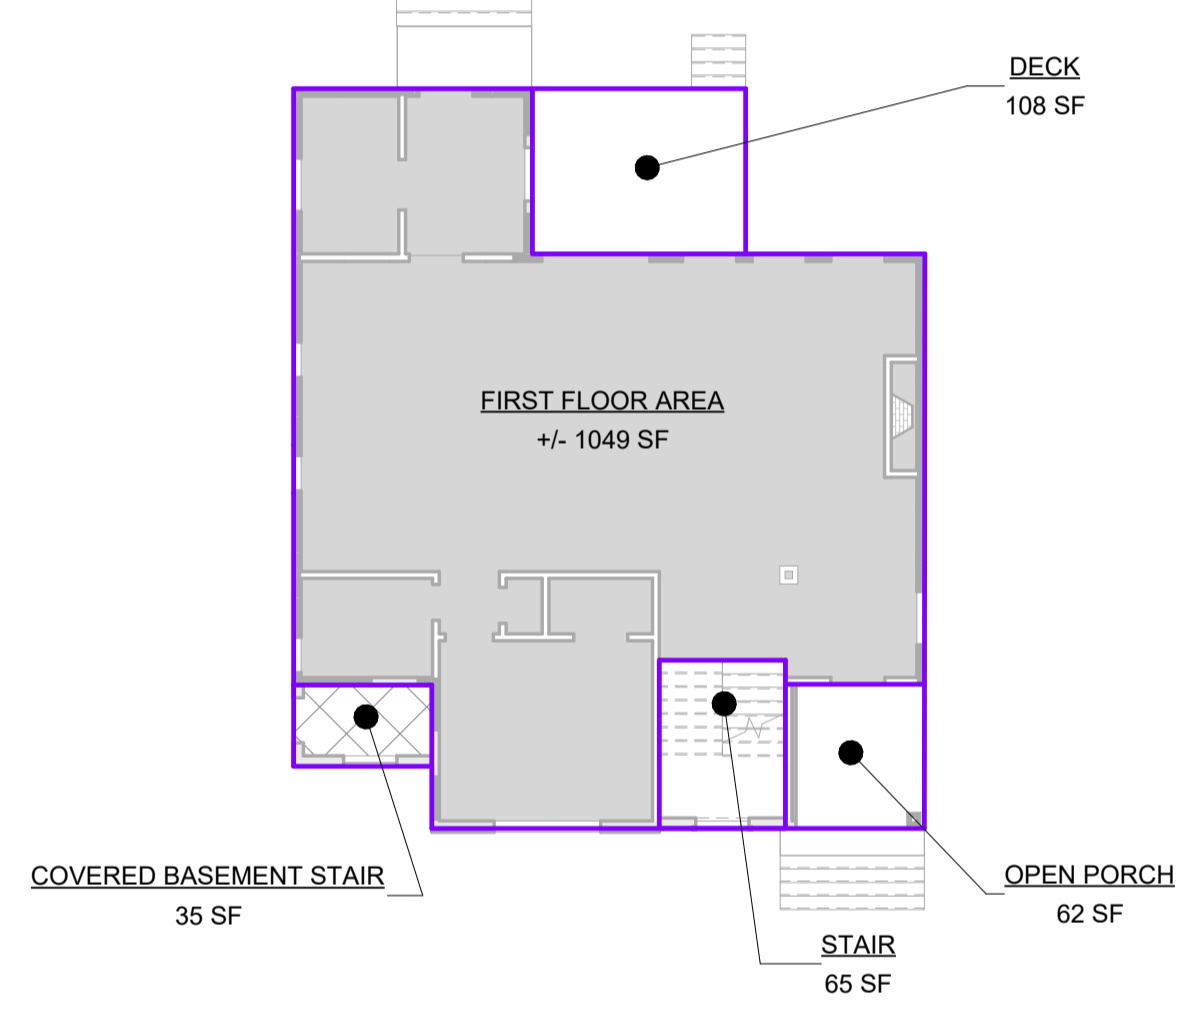 DECK
108 SF
FIRST FLOOR AREA
+/- 1049 SF
COVERED BASEMENT STAIR
35 SF
OPEN PORCH
62 SF
STAIR
65 SF